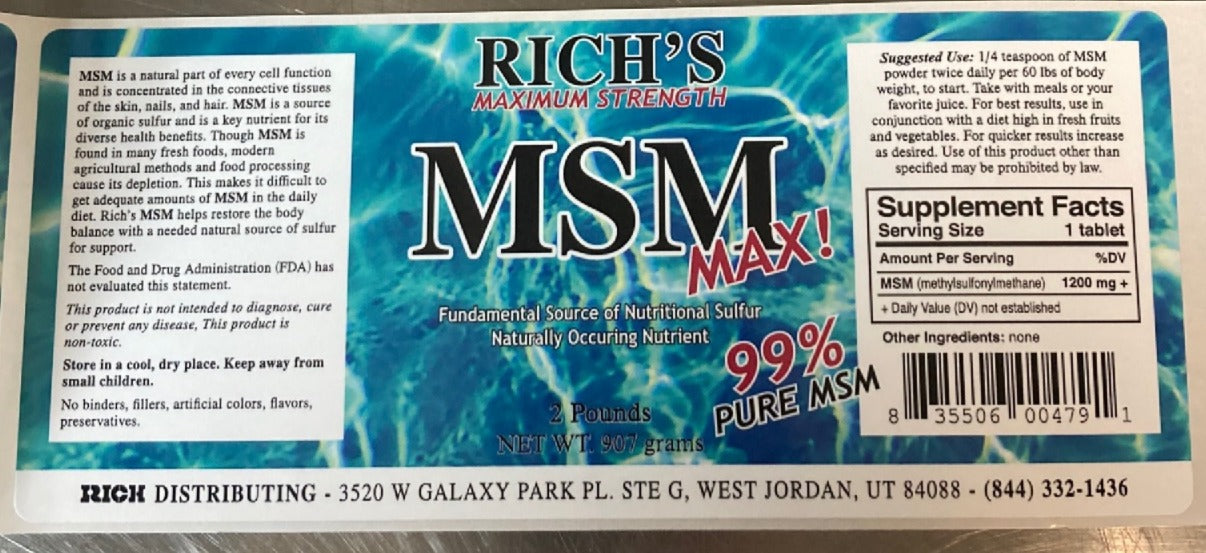 MSM is a natural part of every cell function
and is concentrated in the connective tissues
of the skin, nails, and hair. MSM is a source
of organic sulfur and is a key nutrient for its
diverse health benefits. Though MSM is
found in many fresh foods, modern
agricultural methods and food processing
cause its depletion. This makes it difficult to
get adequate amounts of MSM in the daily
diet. Rich's MSM helps restore the body
balance with a needed natural source of sulfur
for support.
The Food and Drug Administration (FDA) has
not evaluated this statement.
This product is not intended to diagnose, cure
or prevent any disease, This product is
non-toxic.
Store in a cool, dry place. Keep away from
small children.
No binders, fillers, artificial colors, flavors,
preservatives.
RICH'S
MAXIMUM STRENGTH
MSM
MAX!
Fundamental Source of Nutritional Sulfur
Naturally Occuring Nutrient
99%
PURE MSM
2 Pounds
NET WT. 907 grams
Suggested Use: 1/4 teaspoon of MSM
powder twice daily per 60 lbs of body
weight, to start. Take with meals or your
favorite juice. For best results, use in
conjunction with a diet high in fresh fruits
and vegetables. For quicker results increase
as desired. Use of this product other than
specified may be prohibited by law.
Supplement Facts
Serving Size 1 tablet
Amount Per Serving %DV
MSM (methylsulfonylmethane) 1200 mg +
+ Daily Value (DV) not established
Other Ingredients: none
8 35506 00479 1
RICH DISTRIBUTING - 3520 W GALAXY PARK PL. STE G, WEST JORDAN, UT 84088 - (844) 332-1436